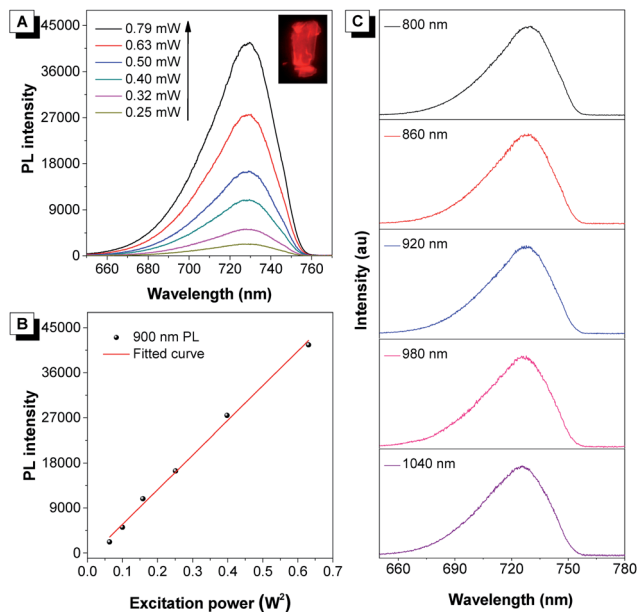 A
0.79 mW
0.63 mW
0.50 mW
0.40 mW
0.32 mW
0.25 mW
45000
36000
27000
18000
9000
0
PL intensity
660 680 700 720 740 760
Wavelength (nm)
B
900 nm PL
Fitted curve
45000
36000
27000
18000
9000
0
PL intensity
0.0 0.1 0.2 0.3 0.4 0.5 0.6 0.7
Excitation power (W²)
C
800 nm
860 nm
920 nm
980 nm
1040 nm
Intensity (au)
660 690 720 750 780
Wavelength (nm)